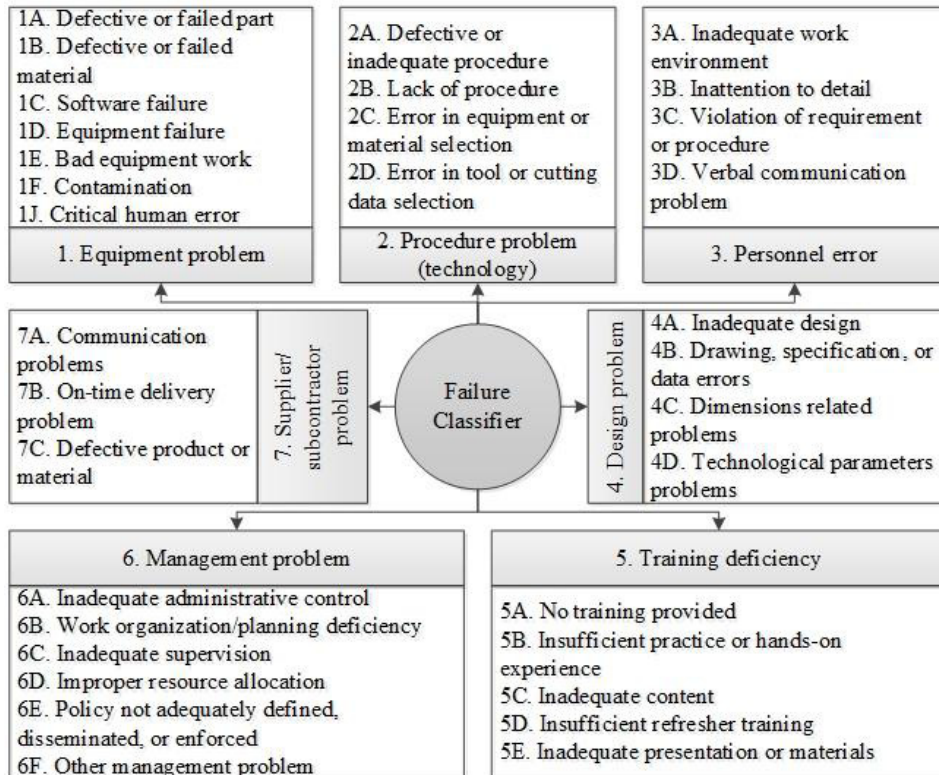 1A. Defective or failed part
1B. Defective or failed
material
1C. Software failure
1D. Equipment failure
1E. Bad equipment work
1F. Contamination
1J. Critical human error
1. Equipment problem
2A. Defective or
inadequate procedure
2B. Lack of procedure
2C. Error in equipment or
material selection
2D. Error in tool or cutting
data selection
2. Procedure problem
(technology)
3A. Inadequate work
environment
3B. Inattention to detail
3C. Violation of requirement
or procedure
3D. Verbal communication
problem
3. Personnel error
7A. Communication
problems
7B. On-time delivery
problem
7C. Defective product or
material
7. Supplier/
subcontractor
problem
Failure
Classifier
4. Design problem
4A. Inadequate design
4B. Drawing, specification, or
data errors
4C. Dimensions related
problems
4D. Technological parameters
problems
6. Management problem
6A. Inadequate administrative control
6B. Work organization/planning deficiency
6C. Inadequate supervision
6D. Improper resource allocation
6E. Policy not adequately defined,
disseminated, or enforced
6F. Other management problem
5. Training deficiency
5A. No training provided
5B. Insufficient practice or hands-on
experience
5C. Inadequate content
5D. Insufficient refresher training
5E. Inadequate presentation or materials